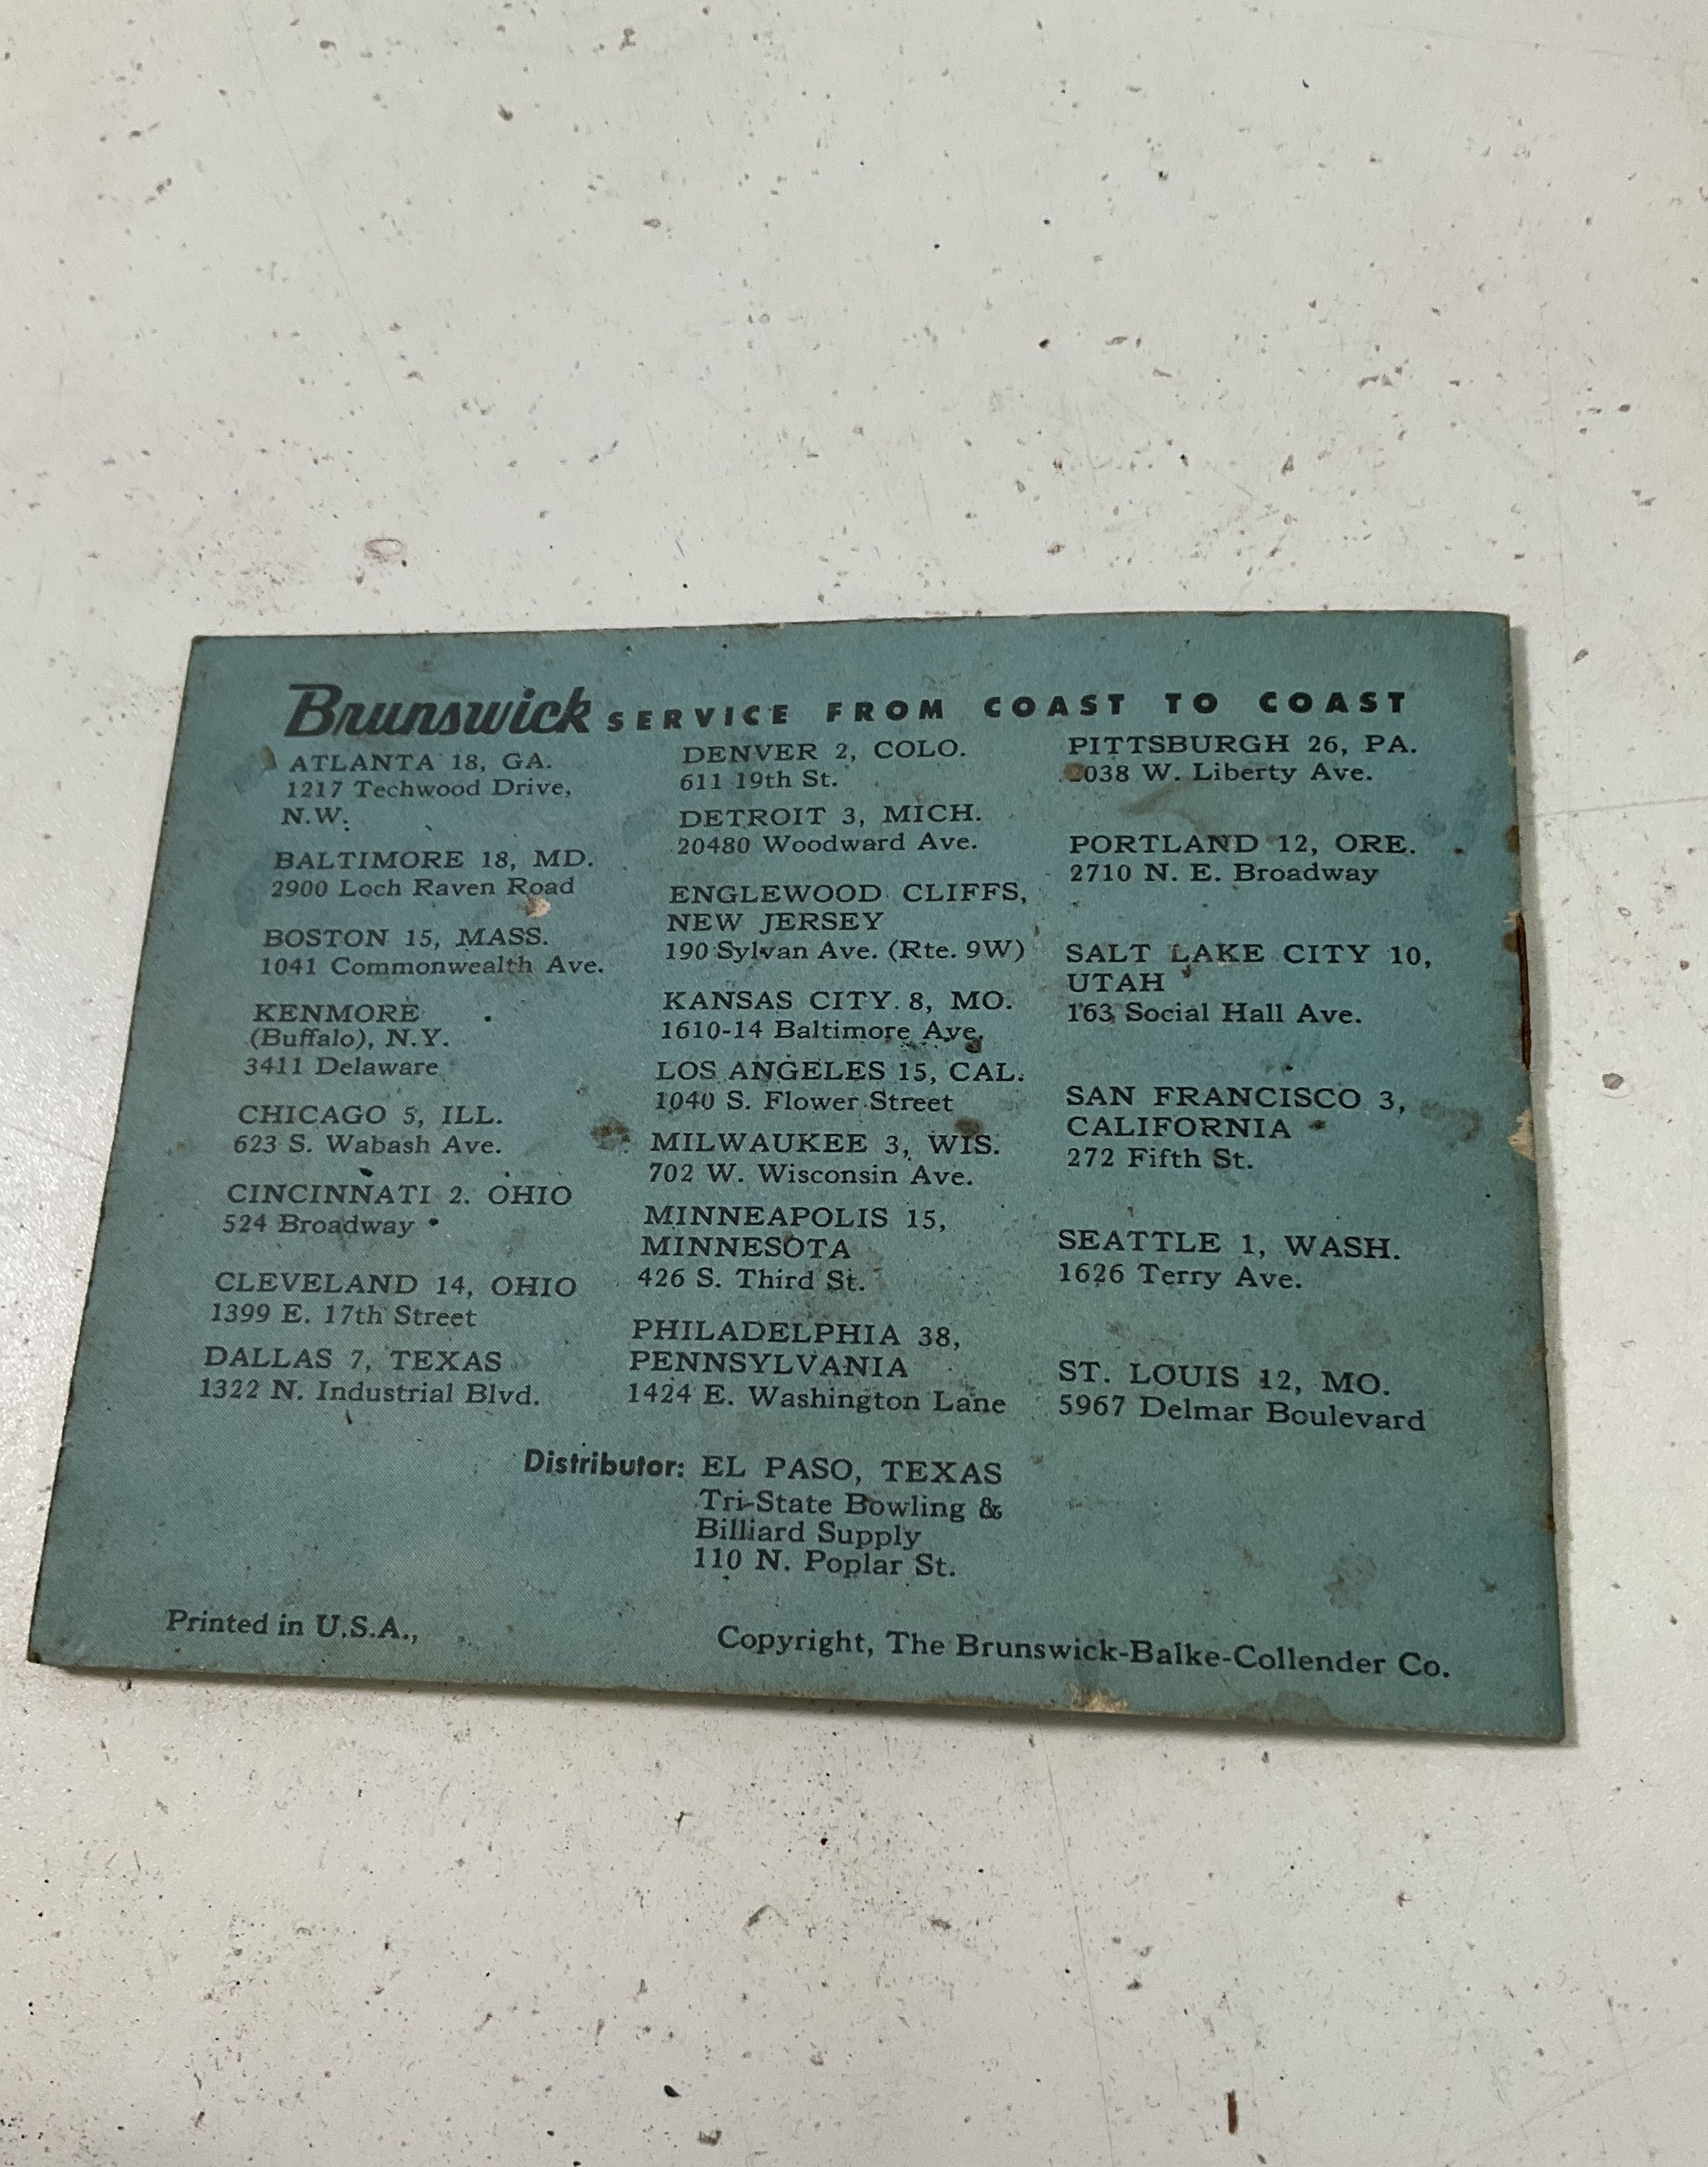 Brunswick SERVICE FROM COAST TO COAST
ATLANTA 18, GA.
1217 Techwood Drive,
N.W.
BALTIMORE 18, MD.
2900 Loch Raven Road
BOSTON 15, MASS.
1041 Commonwealth Ave.
KENMORE
(Buffalo), N.Y.
3411 Delaware
CHICAGO 5, ILL.
623 S. Wabash Ave.
CINCINNATI 2. OHIO
524 Broadway
CLEVELAND 14, OHIO
1399 E. 17th Street
DALLAS 7, TEXAS
1322 N. Industrial Blvd.
DENVER 2, COLO.
611 19th St.
DETROIT 3, MICH.
20480 Woodward Ave.
ENGLEWOOD CLIFFS,
NEW JERSEY
190 Sylvan Ave. (Rte. 9W)
KANSAS CITY 8, MO.
1610-14 Baltimore Ave.
LOS ANGELES 15, CAL.
1040 S. Flower Street
MILWAUKEE 3, WIS.
702 W. Wisconsin Ave.
MINNEAPOLIS 15,
MINNESOTA
426 S. Third St.
PHILADELPHIA 38,
PENNSYLVANIA
1424 E. Washington Lane
PITTSBURGH 26, PA.
2038 W. Liberty Ave.
PORTLAND 12, ORE.
2710 N. E. Broadway
SALT LAKE CITY 10,
UTAH
163 Social Hall Ave.
SAN FRANCISCO 3,
CALIFORNIA
272 Fifth St.
SEATTLE 1, WASH.
1626 Terry Ave.
ST. LOUIS 12, MO.
5967 Delmar Boulevard
Distributor: EL PASO, TEXAS
Tri-State Bowling &
Billiard Supply
110 N. Poplar St.
Printed in U.S.A.,
Copyright, The Brunswick-Balke-Collender Co.